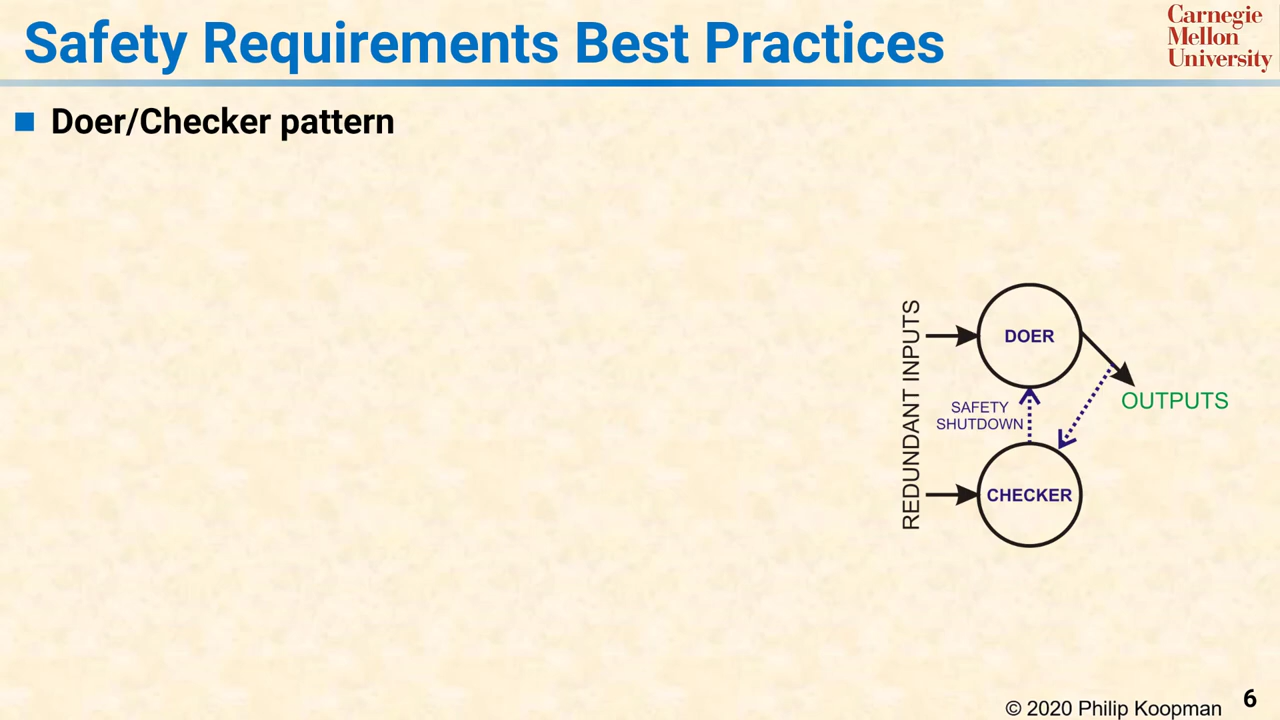 Safety Requirements Best Practices
Carnegie
Mellon
University
Doer/Checker pattern
REDUNDANT INPUTS
DOER
SAFETY
SHUTDOWN
OUTPUTS
CHECKER
© 2020 Philip Koopman
6